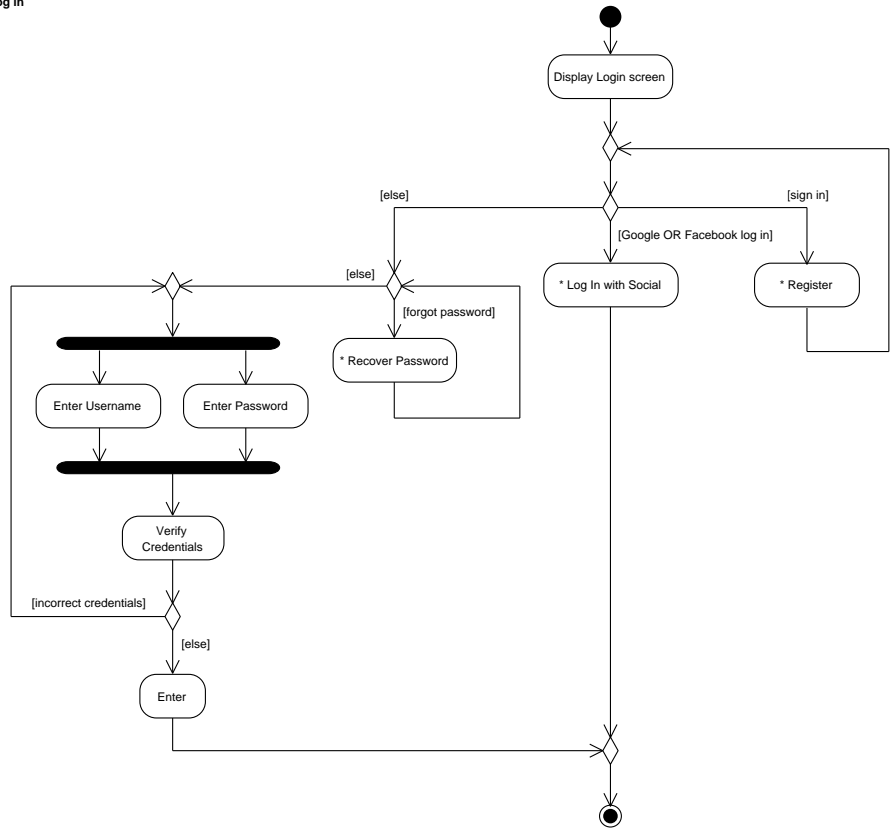 Display Login screen
[else]
[sign in]
[Google OR Facebook log in]
[else]
* Log In with Social
* Register
[forgot password]
* Recover Password
Enter Username
Enter Password
Verify
Credentials
[incorrect credentials]
[else]
Enter